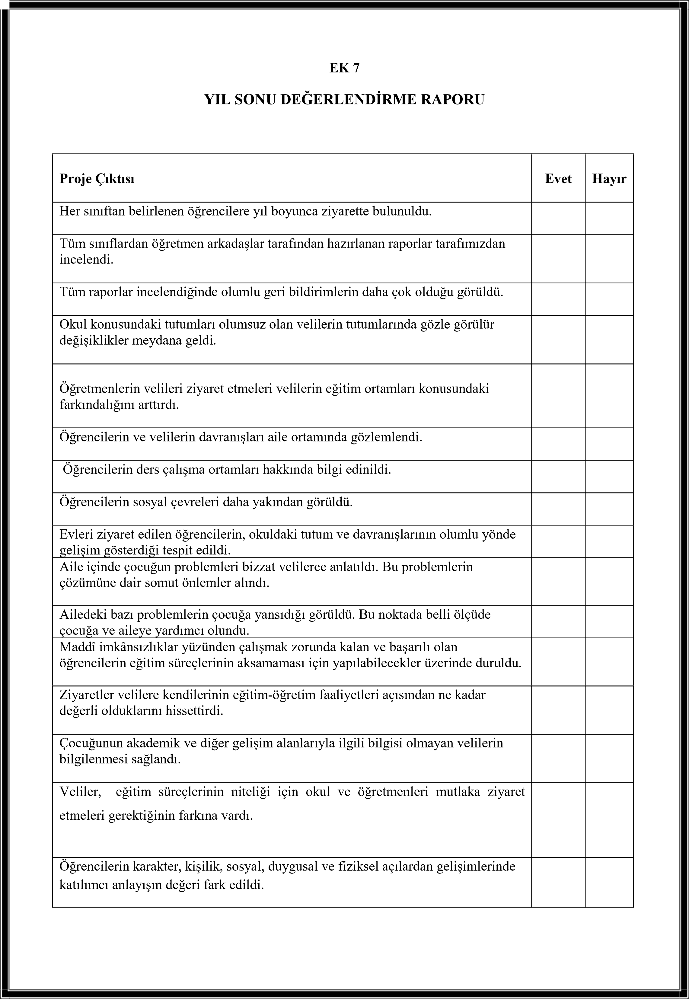 EK 7
YIL SONU DEĞERLENDİRME RAPORU
Proje Çıktısı Evet Hayır
Her sınıftan belirlenen öğrencilere yıl boyunca ziyarette bulunuldu.
Tüm sınıflardan öğretmen arkadaşlar tarafından hazırlanan raporlar tarafımızdan
incelendi.
Tüm raporlar incelendiğinde olumlu geri bildirimlerin daha çok olduğu görüldü.
Okul konusundaki tutumları olumsuz olan velilerin tutumlarında gözle görülür
değişiklikler meydana geldi.
Öğretmenlerin velileri ziyaret etmeleri velilerin eğitim ortamları konusundaki
farkındalığını arttırdı.
Öğrencilerin ve velilerin davranışları aile ortamında gözlemlendi.
Öğrencilerin ders çalışma ortamları hakkında bilgi edinildi.
Öğrencilerin sosyal çevreleri daha yakından görüldü.
Evleri ziyaret edilen öğrencilerin, okuldaki tutum ve davranışlarının olumlu yönde
gelişim gösterdiği tespit edildi.
Aile içinde çocuğun problemleri bizzat velilerce anlatıldı. Bu problemlerin
çözümüne dair somut önlemler alındı.
Ailedeki bazı problemlerin çocuğa yansıdığı görüldü. Bu noktada belli ölçüde
çocuğa ve aileye yardımcı olundu.
Maddî imkânsızlıklar yüzünden çalışmak zorunda kalan ve başarılı olan
öğrencilerin eğitim süreçlerinin aksamaması için yapılabilecekler üzerinde duruldu.
Ziyaretler velilere kendilerinin eğitim-öğretim faaliyetleri açısından ne kadar
değerli olduklarını hissettirdi.
Çocuğunun akademik ve diğer gelişim alanlarıyla ilgili bilgisi olmayan velilerin
bilgilenmesi sağlandı.
Veliler, eğitim süreçlerinin niteliği için okul ve öğretmenleri mutlaka ziyaret
etmeleri gerektiğinin farkına vardı.
Öğrencilerin karakter, kişilik, sosyal, duygusal ve fiziksel açılardan gelişimlerinde
katılımcı anlayışın değeri fark edildi.